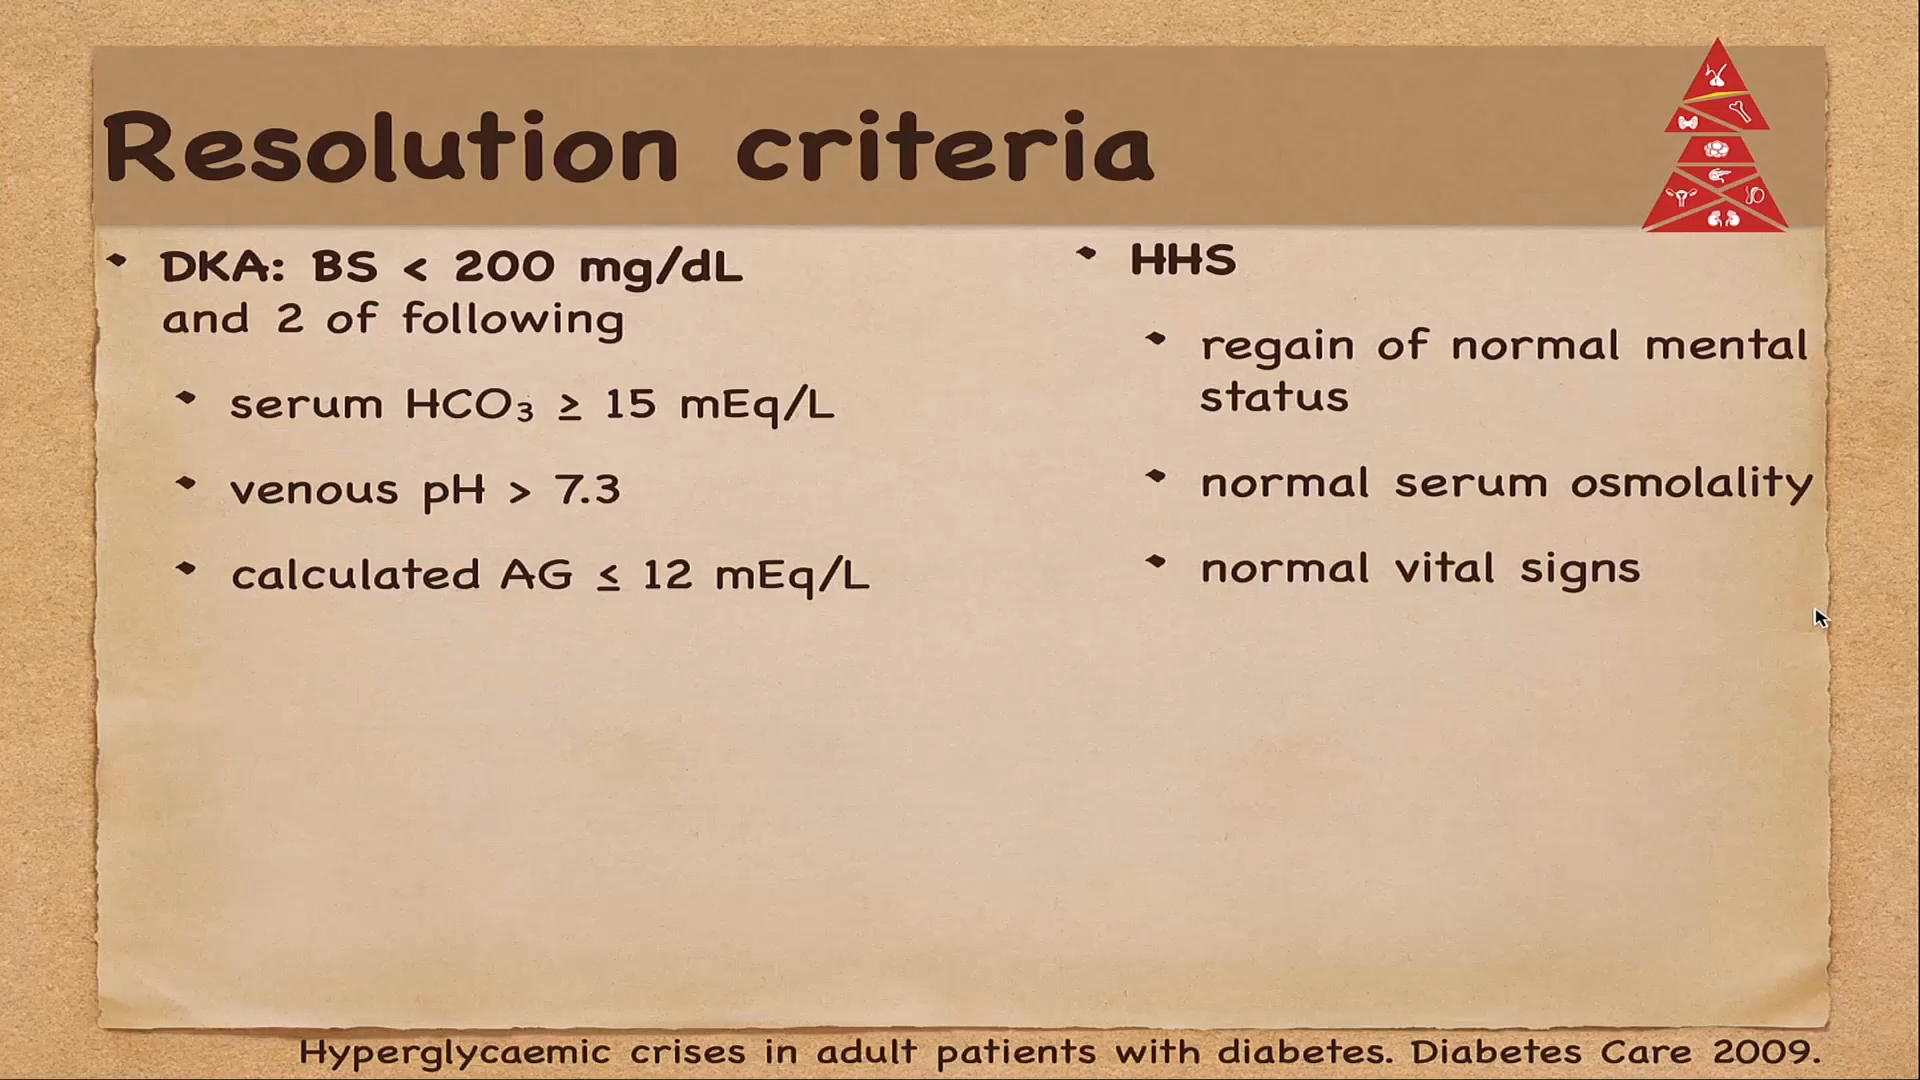 Resolution criteria
DKA: BS < 200 mg/dL
and 2 of following
serum HCO₃ ≥ 15 mEq/L
venous pH > 7.3
calculated AG ≤ 12 mEq/L
HHS
regain of normal mental
status
normal serum osmolality
normal vital signs
Hyperglycaemic crises in adult patients with diabetes. Diabetes Care 2009.